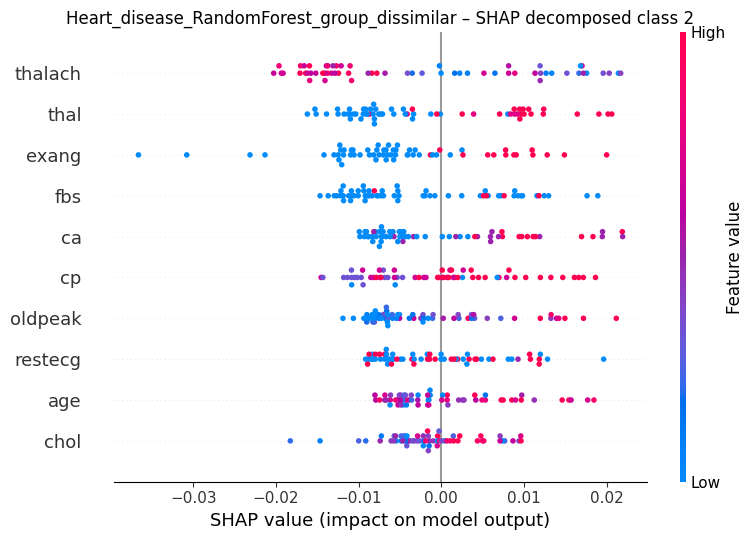 Heart_disease_RandomForest_group_dissimilar – SHAP decomposed class 2
High
thalach
thal
exang
fbs
ca
cp
oldpeak
restecg
age
chol
Feature value
Low
−0.03 −0.02 −0.01 0.00 0.01 0.02
SHAP value (impact on model output)